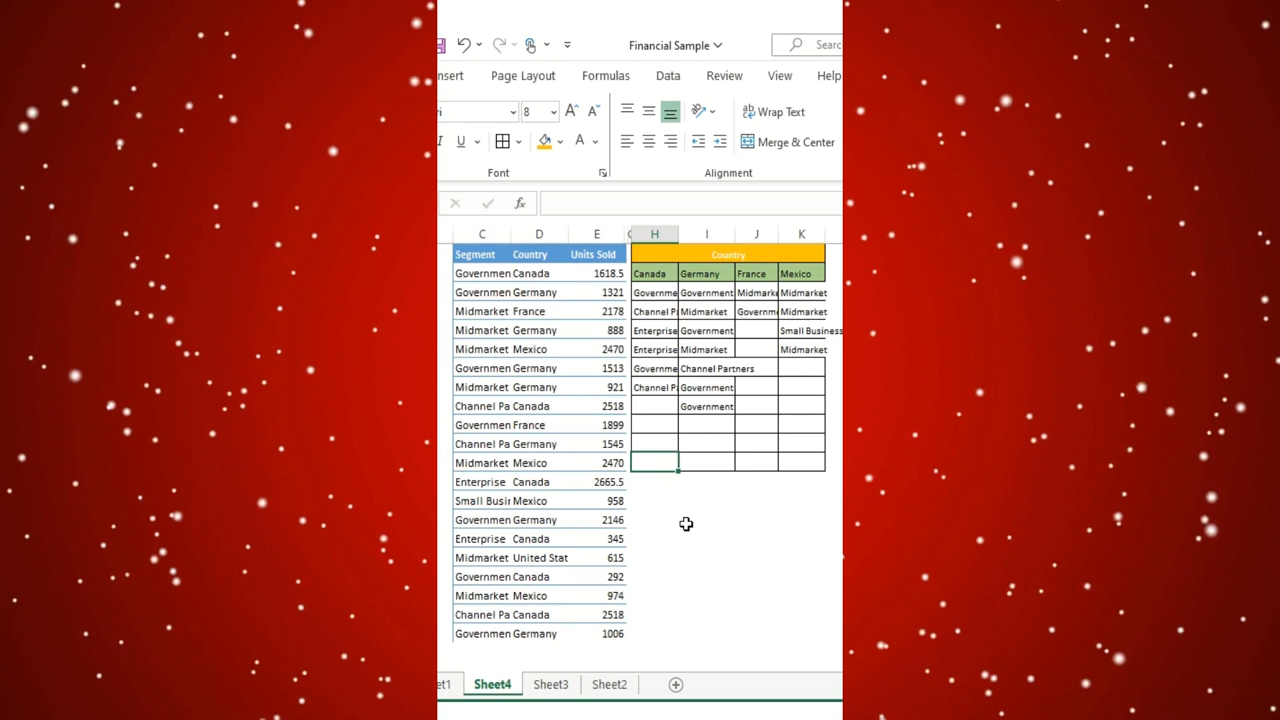 Financial Sample
Searc
nsert Page Layout Formulas Data Review View Help
ri 8 A A ab Wrap Text
I U A Merge & Center
Font Alignment
fx
C D E G H I J K
Segment Country Units Sold Country
Governmen Canada 1618.5 Canada Germany France Mexico
Governmen Germany 1321 Governme Government Midmarke Midmarket
Midmarket France 2178 Channel Pa Midmarket Governme Midmarket
Midmarket Germany 888 Enterprise Government Small Business
Midmarket Mexico 2470 Enterprise Midmarket Midmarket
Governmen Germany 1513 Governme Channel Partners
Midmarket Germany 921 Channel Pa Government
Channel Pa Canada 2518 Government
Governmen France 1899
Channel Pa Germany 1545
Midmarket Mexico 2470
Enterprise Canada 2665.5
Small Busir Mexico 958
Governmen Germany 2146
Enterprise Canada 345
Midmarket United Stat 615
Governmen Canada 292
Midmarket Mexico 974
Channel Pa Canada 2518
Governmen Germany 1006
et1 Sheet4 Sheet3 Sheet2